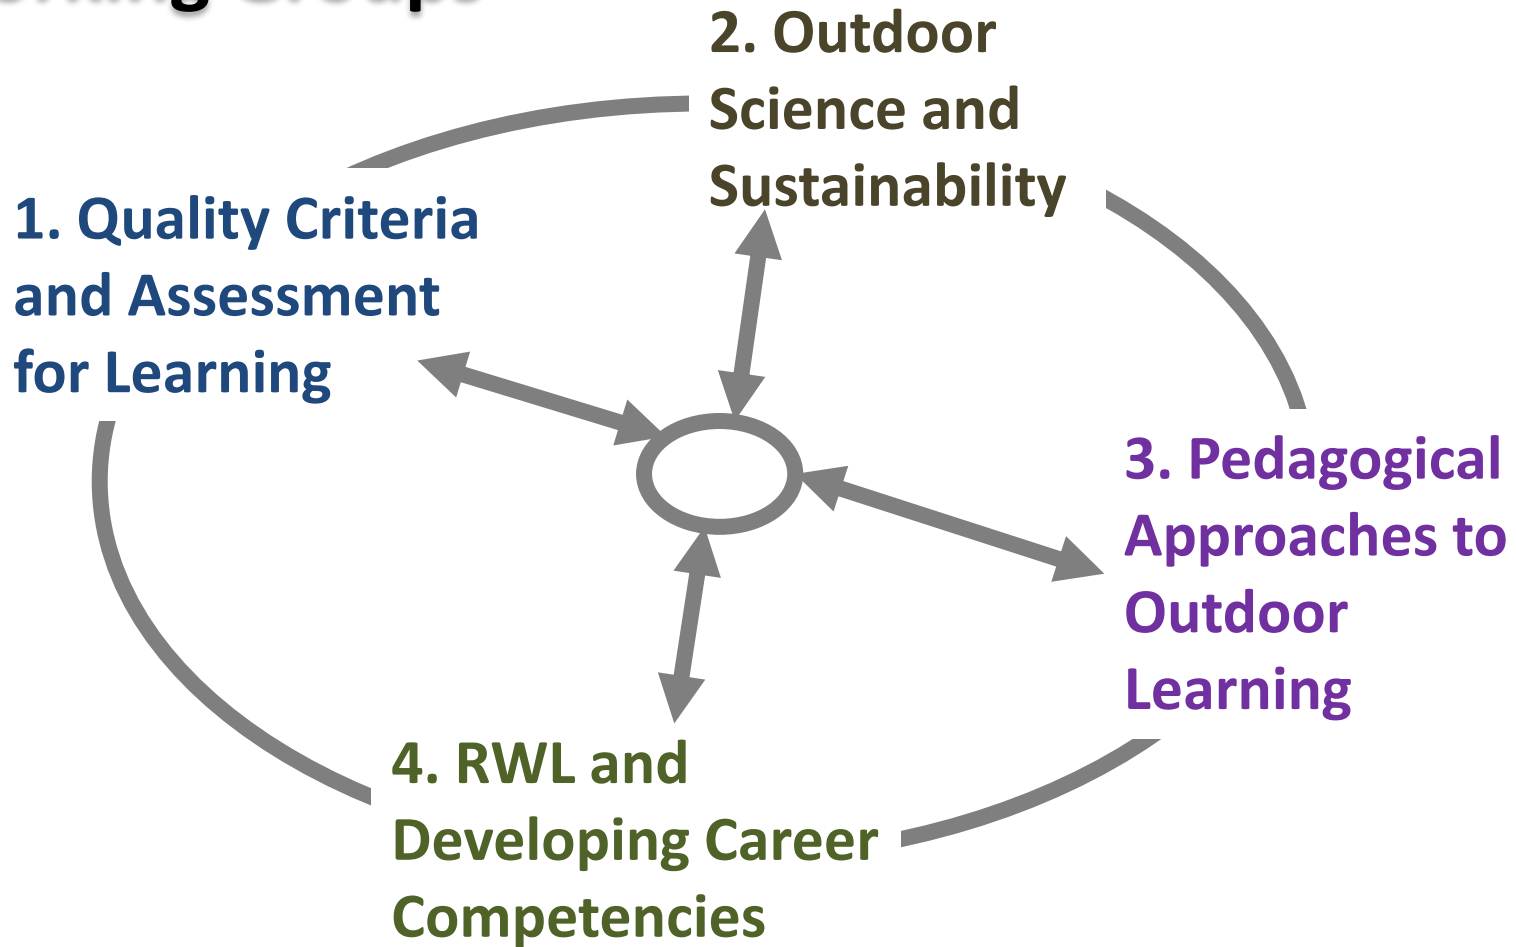 Groups
2. Outdoor
Science and
Sustainability
1. Quality Criteria
and Assessment
for Learning
3. Pedagogical
Approaches to
Outdoor
Learning
4. RWL and
Developing Career
Competencies